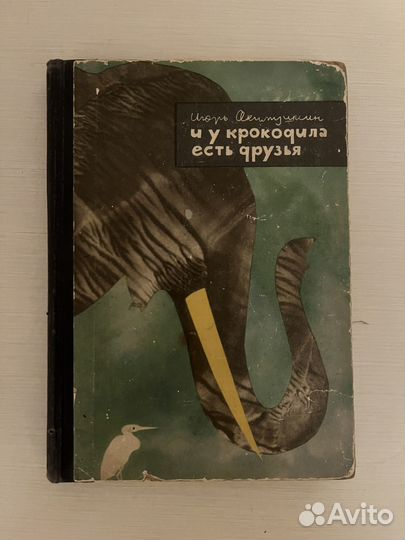 Игорь Акимушкин
и у крокодила
есть друзья
Avito